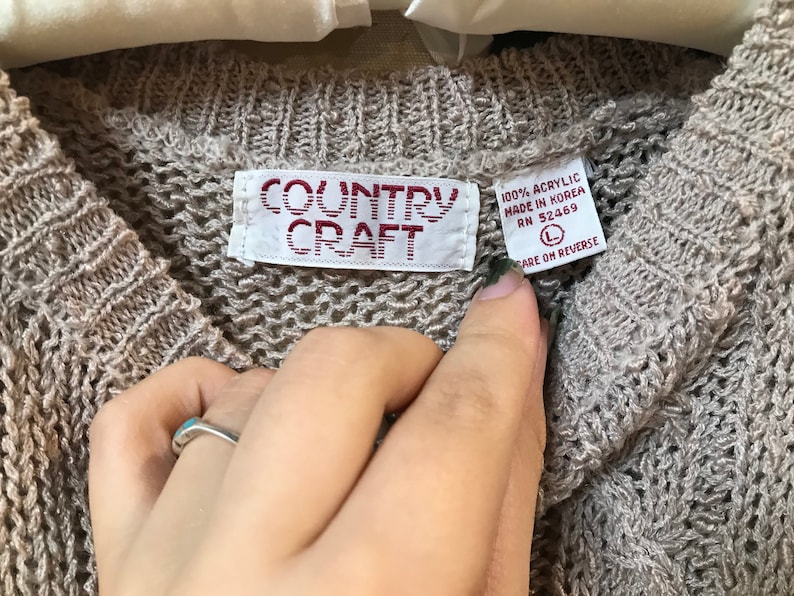 COUNTRY
CRAFT
100% ACRYLIC
MADE IN KOREA
RN 52469
L
CARE ON REVERSE